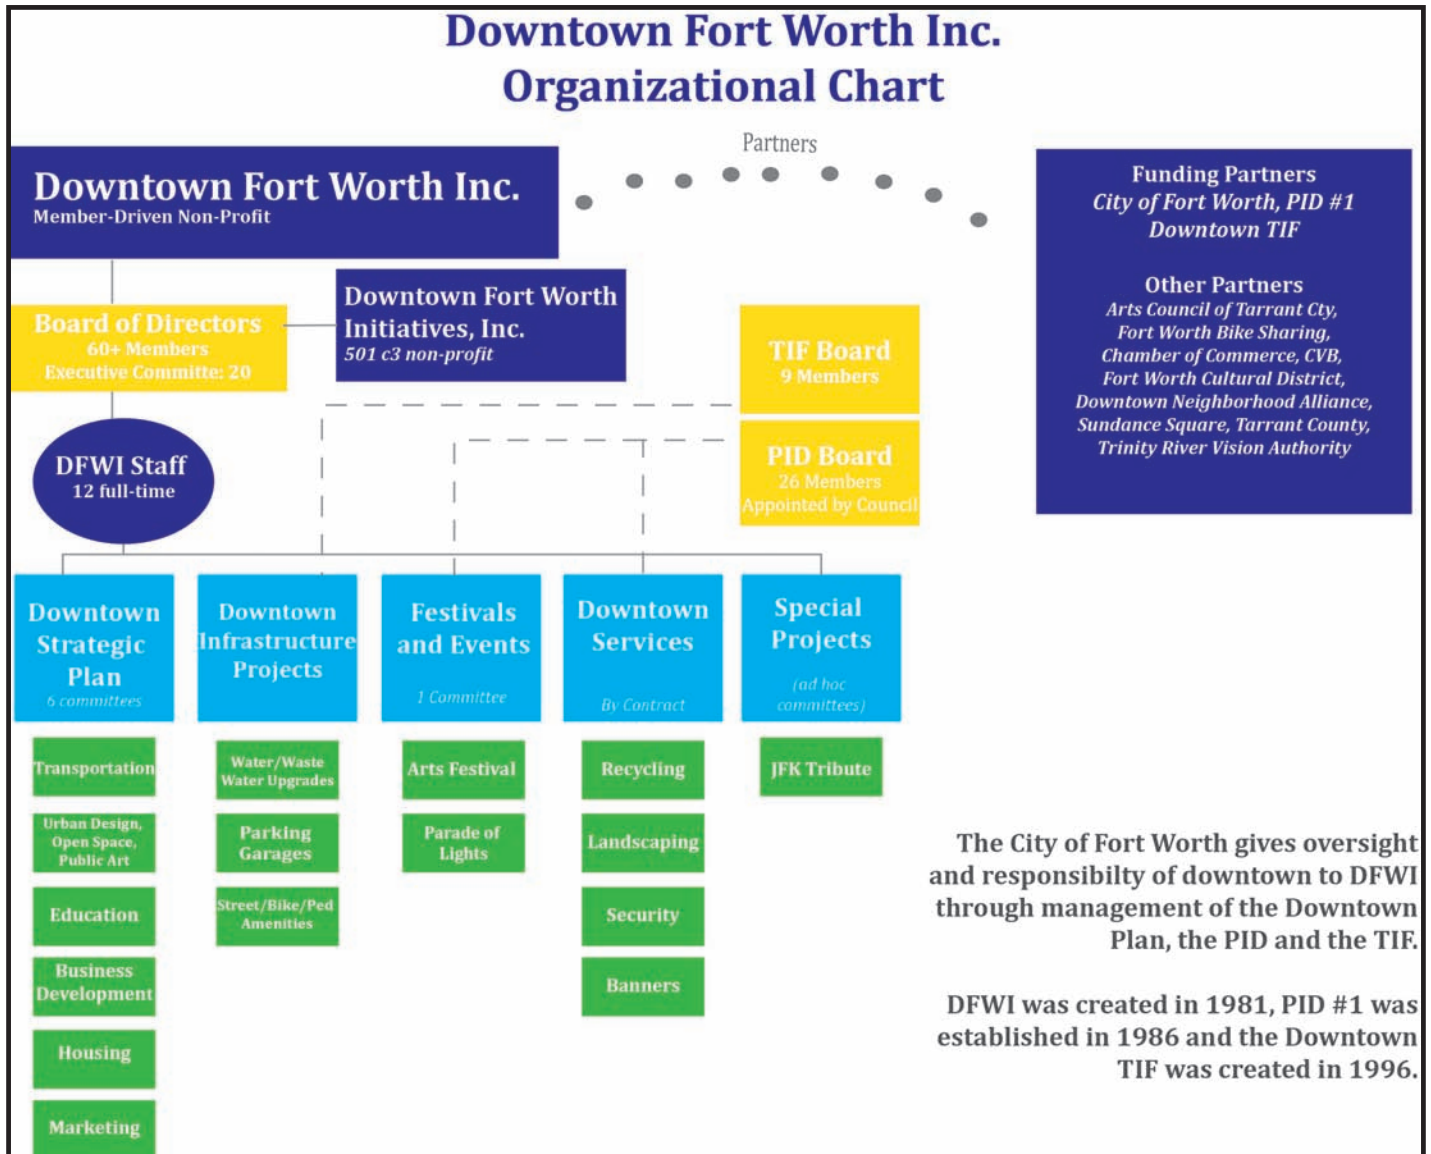 Downtown Fort Worth Inc.
Organizational Chart
Partners
Downtown Fort Worth Inc.
Member-Driven Non-Profit
Funding Partners
City of Fort Worth, PID #1
Downtown TIF
Other Partners
Arts Council of Tarrant Cty,
Fort Worth Bike Sharing,
Chamber of Commerce, CVB,
Fort Worth Cultural District,
Downtown Neighborhood Alliance,
Sundance Square, Tarrant County,
Trinity River Vision Authority
Downtown Fort Worth
Initiatives, Inc.
501 c3 non-profit
Board of Directors
60+ Members
Executive Committe: 20
TIF Board
9 Members
PID Board
26 Members
Appointed by Council
DFWI Staff
12 full-time
Downtown
Strategic
Plan
6 committees
Downtown
Infrastructure
Projects
Festivals
and Events
1 Committee
Downtown
Services
By Contract
Special
Projects
(ad hoc
committees)
Transportation
Urban Design,
Open Space,
Public Art
Education
Business
Development
Housing
Marketing
Water/Waste
Water Upgrades
Parking
Garages
Street/Bike/Ped
Amenities
Arts Festival
Parade of
Lights
Recycling
Landscaping
Security
Banners
JFK Tribute
The City of Fort Worth gives oversight
and responsibilty of downtown to DFWI
through management of the Downtown
Plan, the PID and the TIF.
DFWI was created in 1981, PID #1 was
established in 1986 and the Downtown
TIF was created in 1996.